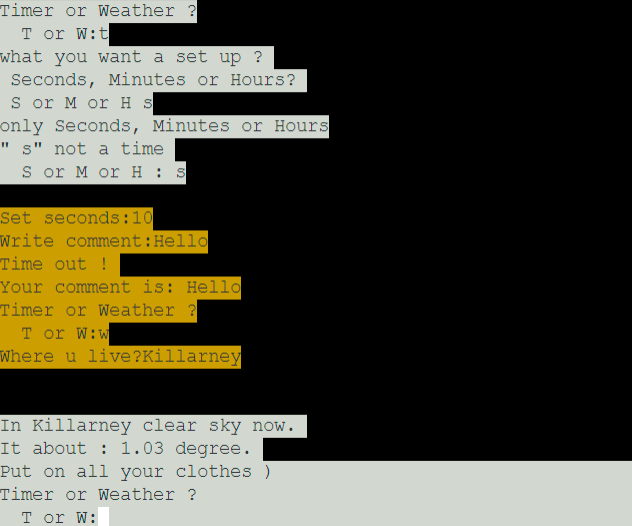 Timer or Weather ?
T or W:t
what you want a set up ?
Seconds, Minutes or Hours?
S or M or H s
only Seconds, Minutes or Hours
" s" not a time
S or M or H : s
Set seconds:10
Write comment:Hello
Time out !
Your comment is: Hello
Timer or Weather ?
T or W:w
Where u live?Killarney
In Killarney clear sky now.
It about : 1.03 degree.
Put on all your clothes )
Timer or Weather ?
T or W: